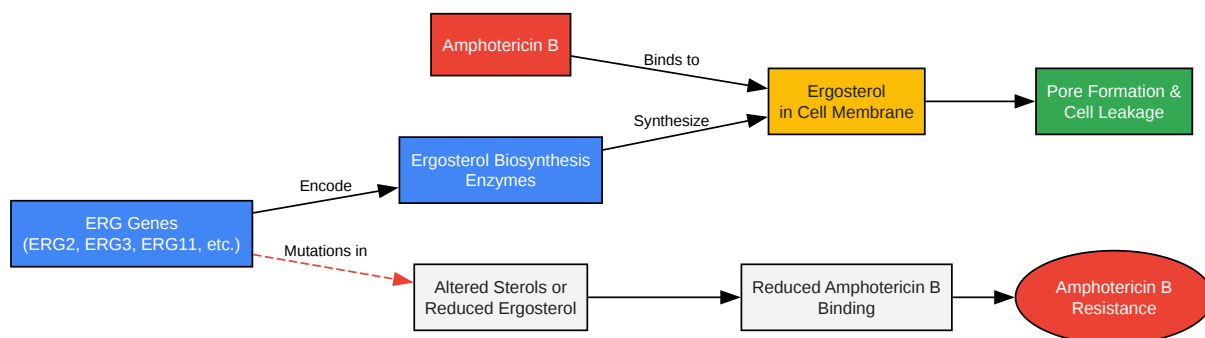 Amphotericin B
Binds to
Ergosterol
in Cell Membrane
Pore Formation &
Cell Leakage
Synthesize
Ergosterol Biosynthesis
Enzymes
Encode
ERG Genes
(ERG2, ERG3, ERG11, etc.)
Mutations in
Altered Sterols or
Reduced Ergosterol
Reduced Amphotericin B
Binding
Amphotericin B
Resistance